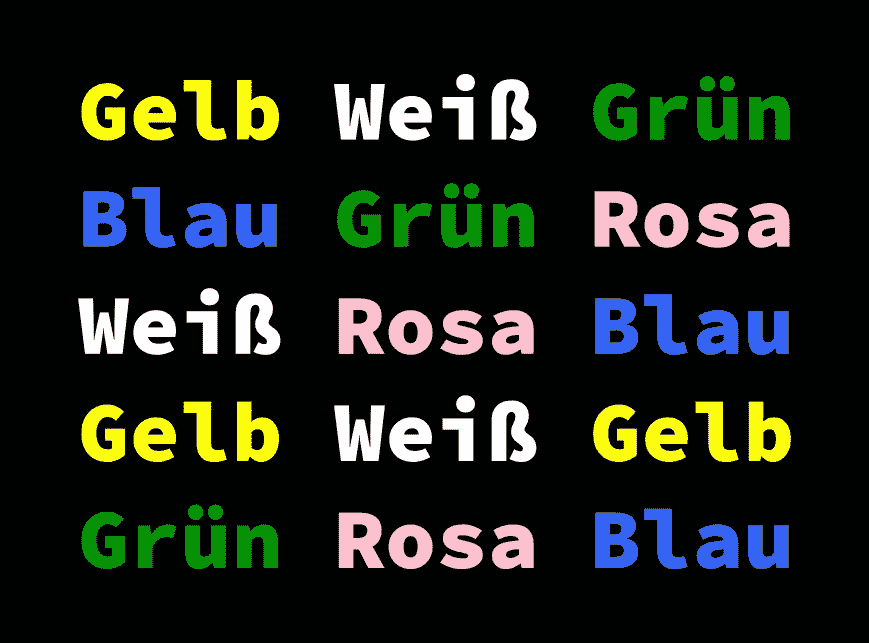 Gelb Weiß Grün
Blau Grün Rosa
Weiß Rosa Blau
Gelb Weiß Gelb
Grün Rosa Blau